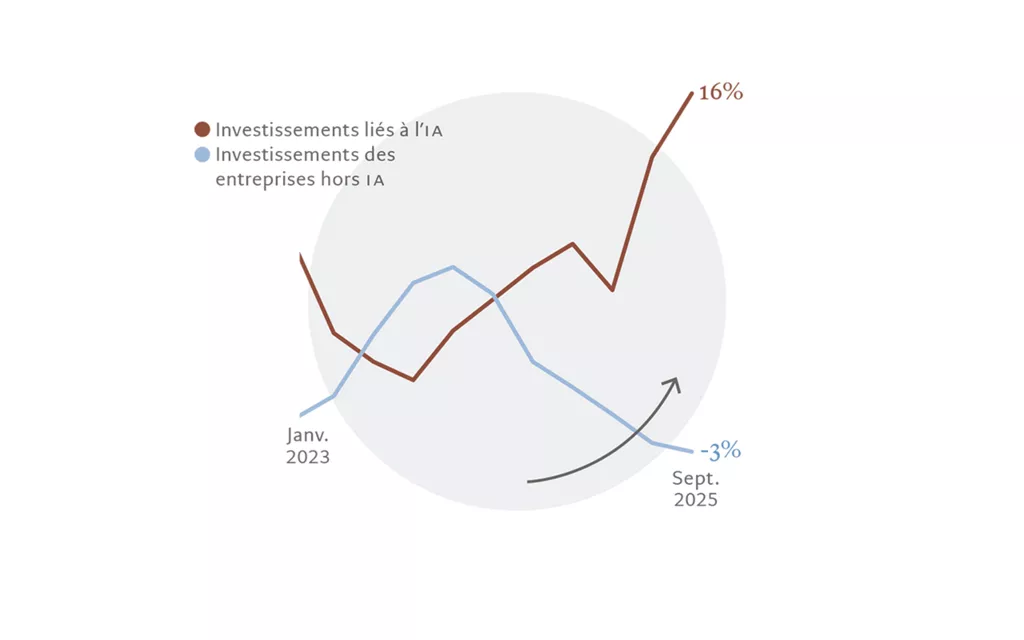 16%
Investissements liés à l'IA
Investissements des
entreprises hors IA
Janv.
2023
-3%
Sept.
2025